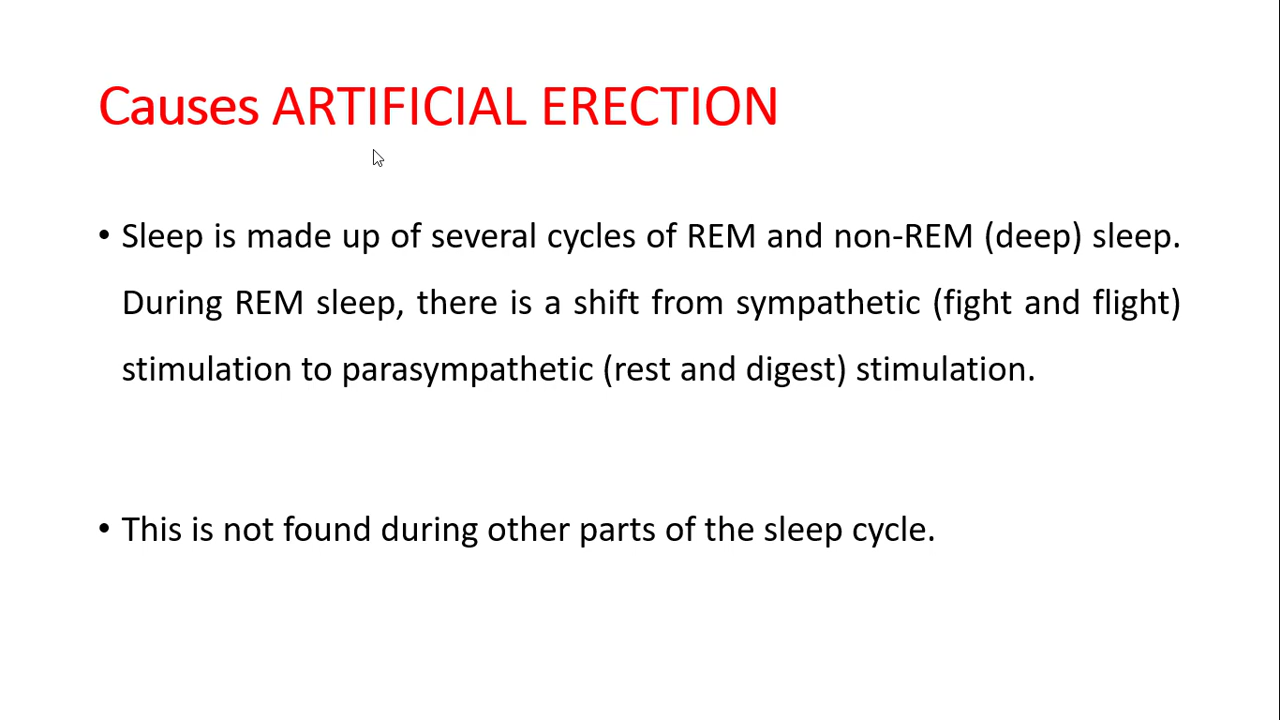 Causes ARTIFICIAL ERECTION
• Sleep is made up of several cycles of REM and non-REM (deep) sleep.
During REM sleep, there is a shift from sympathetic (fight and flight)
stimulation to parasympathetic (rest and digest) stimulation.
• This is not found during other parts of the sleep cycle.